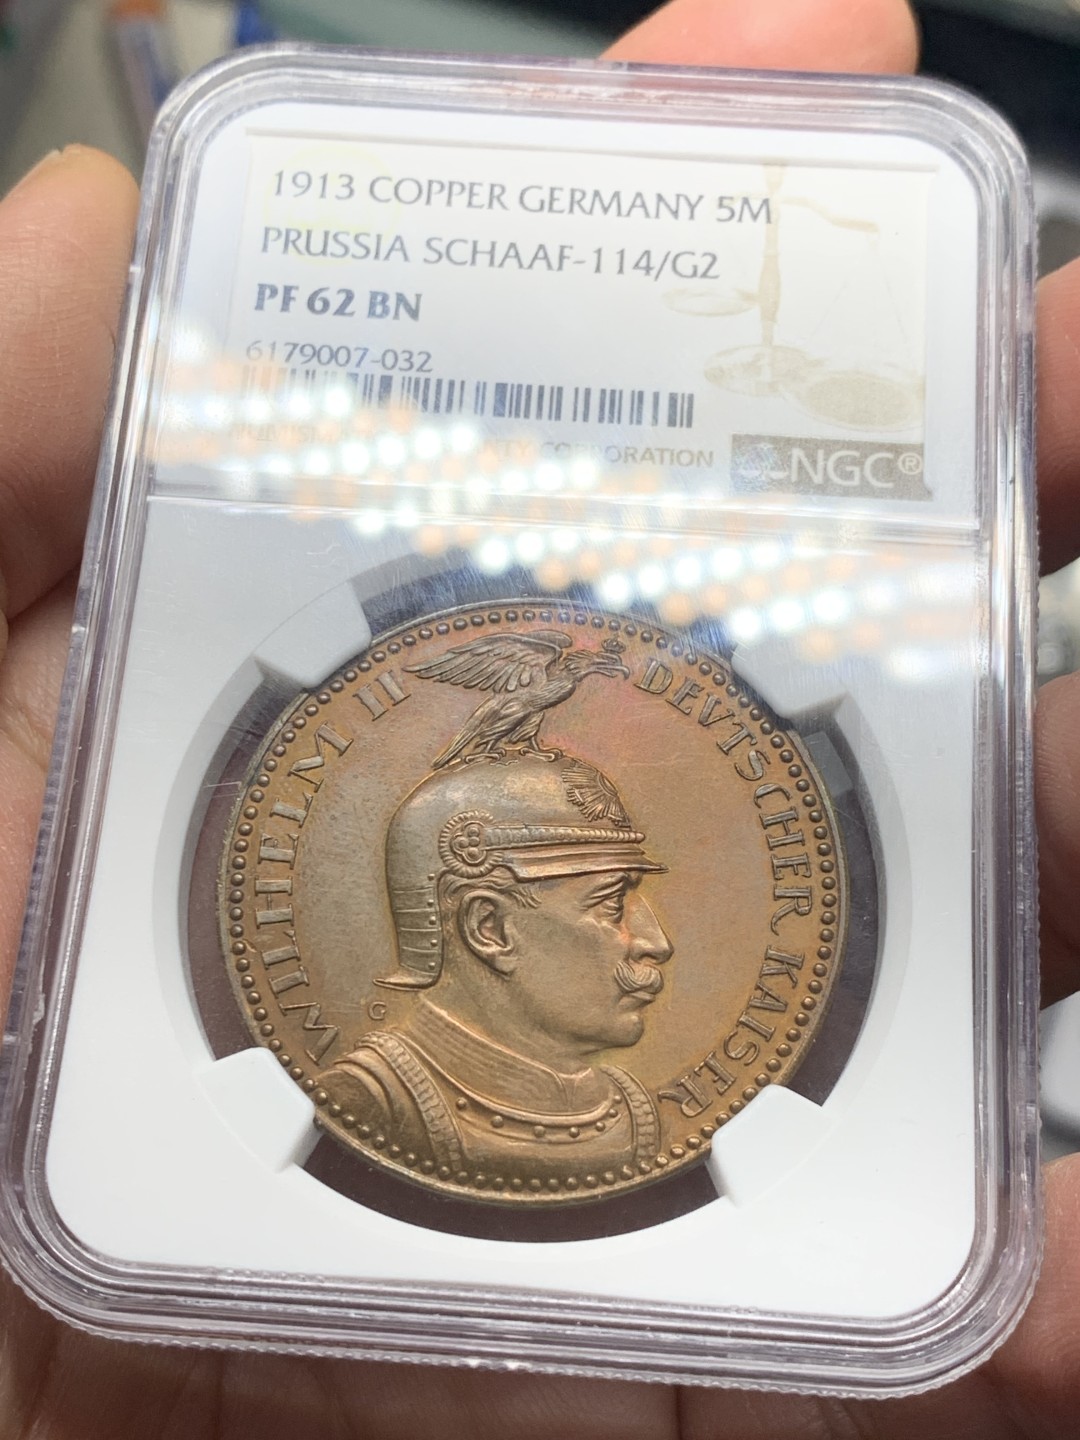 1913 COPPER GERMANY 5M
PRUSSIA SCHAAF-114/G2
PF 62 BN
6179007-032
CORPORATION
NGC®
WILHELM II DEVTSCHER KAISER
G